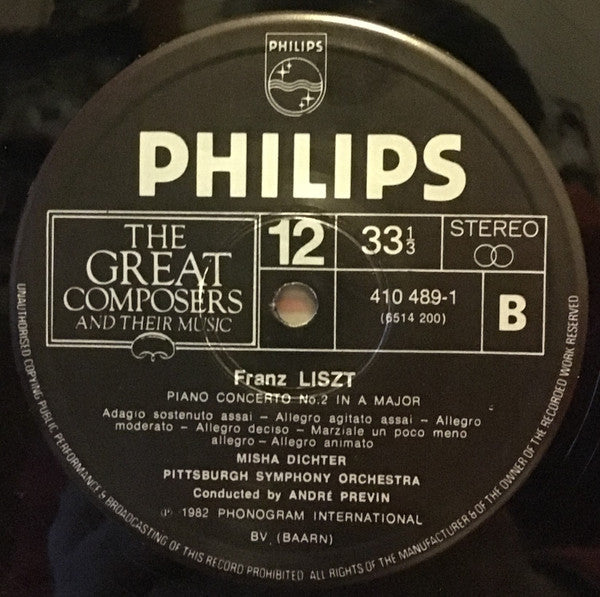 PHILIPS
PHILIPS
THE
GREAT
COMPOSERS
AND THEIR MUSIC
12
33⅓
STEREO
410 489-1
(6514 200)
B
Franz LISZT
PIANO CONCERTO No.2 IN A MAJOR
Adagio sostenuto assai – Allegro agitato assai – Allegro
moderato – Allegro deciso – Marziale un poco meno
allegro – Allegro animato
MISHA DICHTER
PITTSBURGH SYMPHONY ORCHESTRA
Conducted by ANDRÉ PREVIN
℗ 1982 PHONOGRAM INTERNATIONAL
BV. (BAARN)
UNAUTHORISED COPYING PUBLIC PERFORMANCE & BROADCASTING OF THIS RECORD PROHIBITED. ALL RIGHTS OF THE MANUFACTURER & OF THE OWNER OF THE RECORDED WORK RESERVED